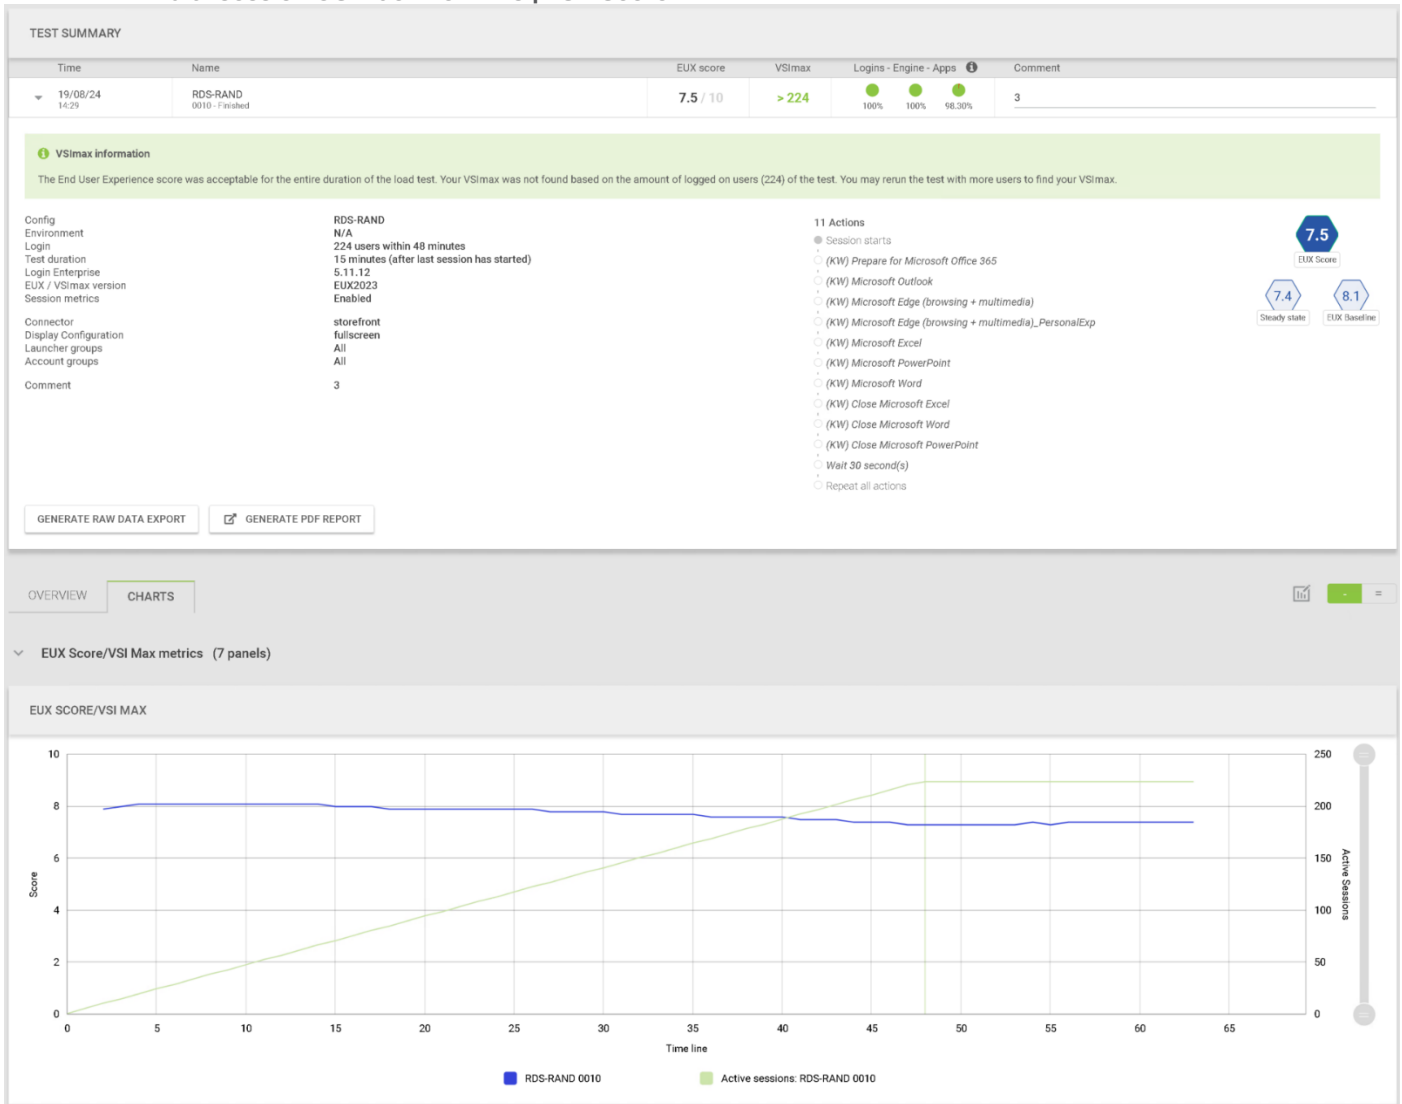 TEST SUMMARY
Time Name EUX score VSImax Logins - Engine - Apps Comment
19/08/24 RDS-RAND 7.5 / 10 > 224 3
14:29 0010 - Finished 100% 100% 98.30%
VSImax information
The End User Experience score was acceptable for the entire duration of the load test. Your VSImax was not found based on the amount of logged on users (224) of the test. You may rerun the test with more users to find your VSImax.
Config RDS-RAND
Environment N/A
Login 224 users within 48 minutes
Test duration 15 minutes (after last session has started)
Login Enterprise 5.11.12
EUX / VSImax version EUX2023
Session metrics Enabled
Connector storefront
Display Configuration fullscreen
Launcher groups All
Account groups All
Comment 3
11 Actions
Session starts
(KW) Prepare for Microsoft Office 365
(KW) Microsoft Outlook
(KW) Microsoft Edge (browsing + multimedia)
(KW) Microsoft Edge (browsing + multimedia)_PersonalExp
(KW) Microsoft Excel
(KW) Microsoft PowerPoint
(KW) Microsoft Word
(KW) Close Microsoft Excel
(KW) Close Microsoft Word
(KW) Close Microsoft PowerPoint
Wait 30 second(s)
Repeat all actions
7.5
EUX Score
7.4 8.1
Steady state EUX Baseline
GENERATE RAW DATA EXPORT GENERATE PDF REPORT
OVERVIEW CHARTS - =
EUX Score/VSI Max metrics (7 panels)
EUX SCORE/VSI MAX
10 250
8 200
6 150
4 100
2 50
0 0
Score
Active Sessions
0 5 10 15 20 25 30 35 40 45 50 55 60 65
Time line
RDS-RAND 0010 Active sessions: RDS-RAND 0010